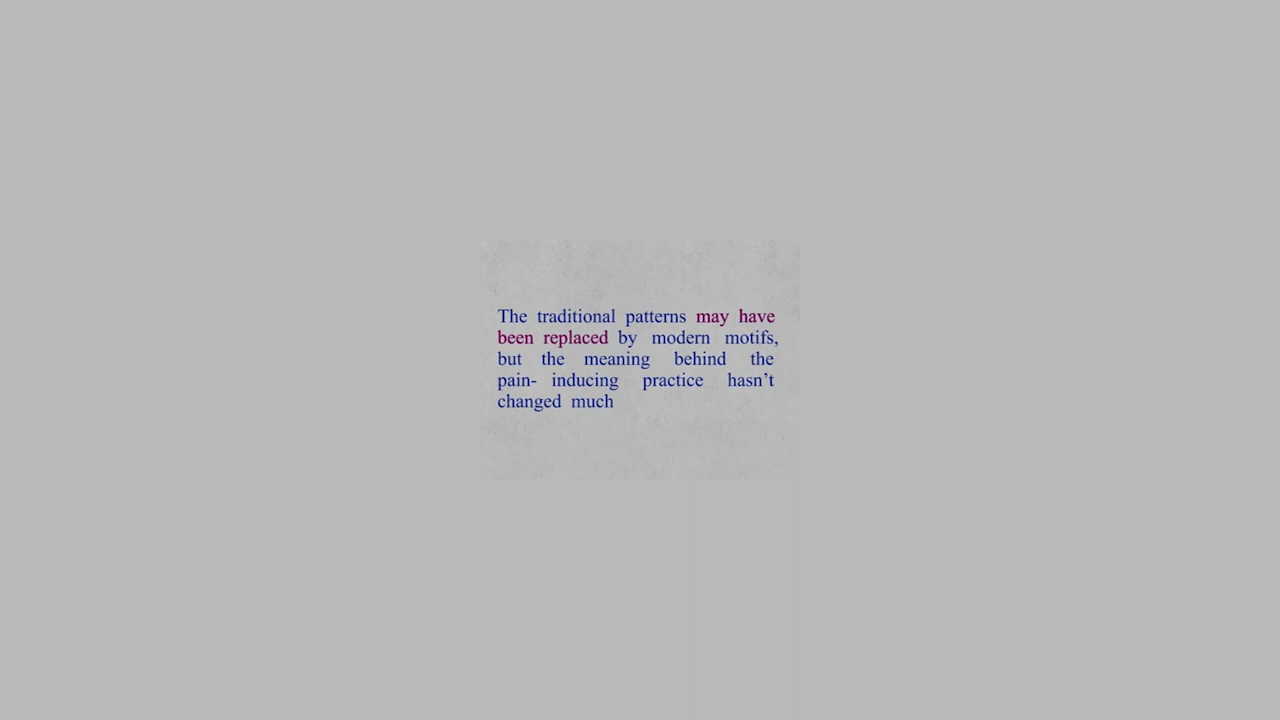 The traditional patterns may have
been replaced by modern motifs,
but the meaning behind the
pain- inducing practice hasn’t
changed much